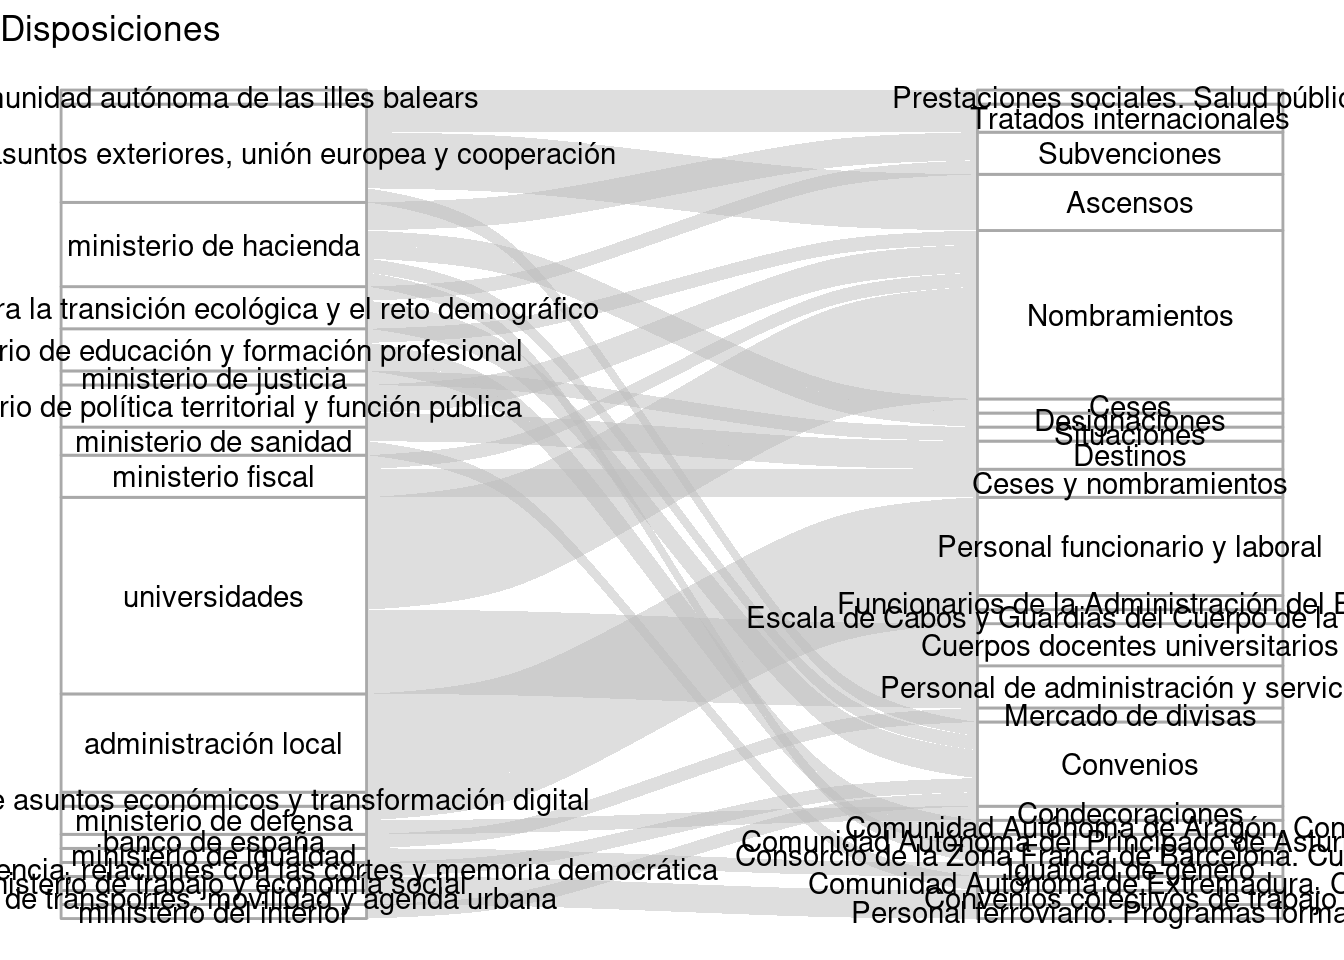 Disposiciones
munidad autónoma de las illes balears
asuntos exteriores, unión europea y cooperación
ministerio de hacienda
ra la transición ecológica y el reto demográfico
rio de educación y formación profesional
ministerio de justicia
rio de política territorial y función pública
ministerio de sanidad
ministerio fiscal
universidades
administración local
e asuntos económicos y transformación digital
ministerio de defensa
banco de españa
ministerio de igualdad
encia, relaciones con las cortes y memoria democrática
nisterio de trabajo y economía social
de transportes, movilidad y agenda urbana
ministerio del interior
Prestaciones sociales. Salud públic
Tratados internacionales
Subvenciones
Ascensos
Nombramientos
Ceses
Designaciones
Situaciones
Destinos
Ceses y nombramientos
Personal funcionario y laboral
Funcionarios de la Administración del E
Escala de Cabos y Guardias del Cuerpo de la
Cuerpos docentes universitarios
Personal de administración y servic
Mercado de divisas
Convenios
Condecoraciones
Comunidad Autónoma de Aragón. Con
Comunidad Autónoma del Principado de Astur
Consorcio de la Zona Franca de Barcelona. Cu
Igualdad de género
Comunidad Autónoma de Extremadura. C
Convenios colectivos de trabajo
Personal ferroviario. Programas forma